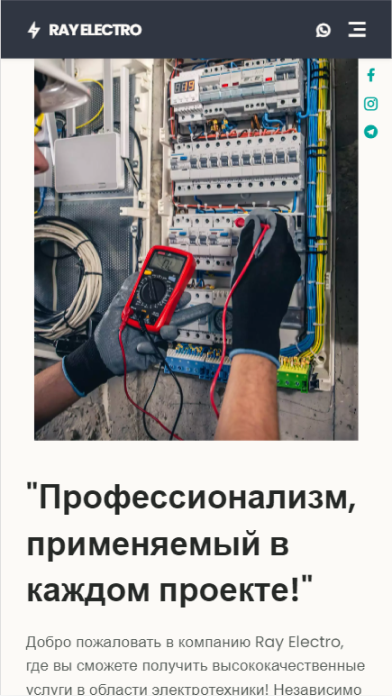 RAY ELECTRO
"Профессионализм,
применяемый в
каждом проекте!"
Добро пожаловать в компанию Ray Electro,
где вы сможете получить высококачественные
услуги в области электротехники! Независимо